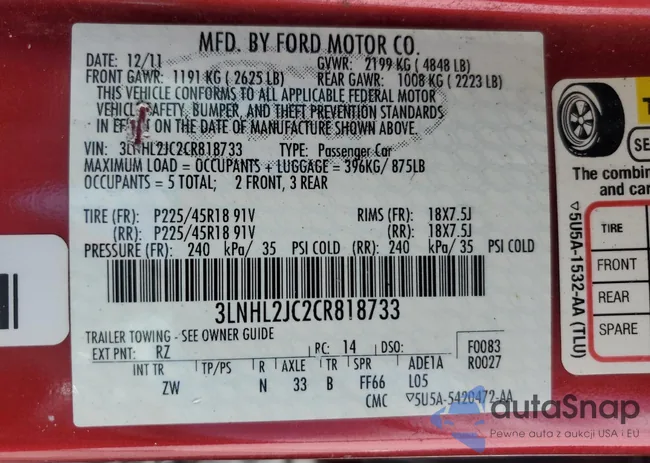 MFD. BY FORD MOTOR CO.
DATE: 12/11 GVWR: 2199 KG ( 4848 LB)
FRONT GAWR: 1191 KG ( 2625 LB) REAR GAWR: 1008 KG ( 2223 LB)
THIS VEHICLE CONFORMS TO ALL APPLICABLE FEDERAL MOTOR
VEHICLE SAFETY, BUMPER, AND THEFT PREVENTION STANDARDS
IN EFFECT ON THE DATE OF MANUFACTURE SHOWN ABOVE.
VIN: 3LNHL2JC2CR818733 TYPE: Passenger Car
MAXIMUM LOAD = OCCUPANTS + LUGGAGE = 396KG/ 875LB
OCCUPANTS = 5 TOTAL; 2 FRONT, 3 REAR
TIRE (FR): P225/45R18 91V RIMS (FR): 18X7.5J
(RR): P225/45R18 91V (RR): 18X7.5J
PRESSURE (FR): 240 kPa/ 35 PSI COLD (RR): 240 kPa/ 35 PSI COLD
3LNHL2JC2CR818733
TRAILER TOWING - SEE OWNER GUIDE
EXT PNT: RZ RC: 14 DSO: F0083
R0027
INT TR TP/PS R AXLE TR SPR ADE1A
ZW N 33 B FF66 L05
CMC ▽5U5A-5420472-AA
▽5U5A-1532-AA (TLU)
T
SE
The combin
and car
TIRE
FRONT
REAR
SPARE
autaSnap
Pewne auta z aukcji USA i EU